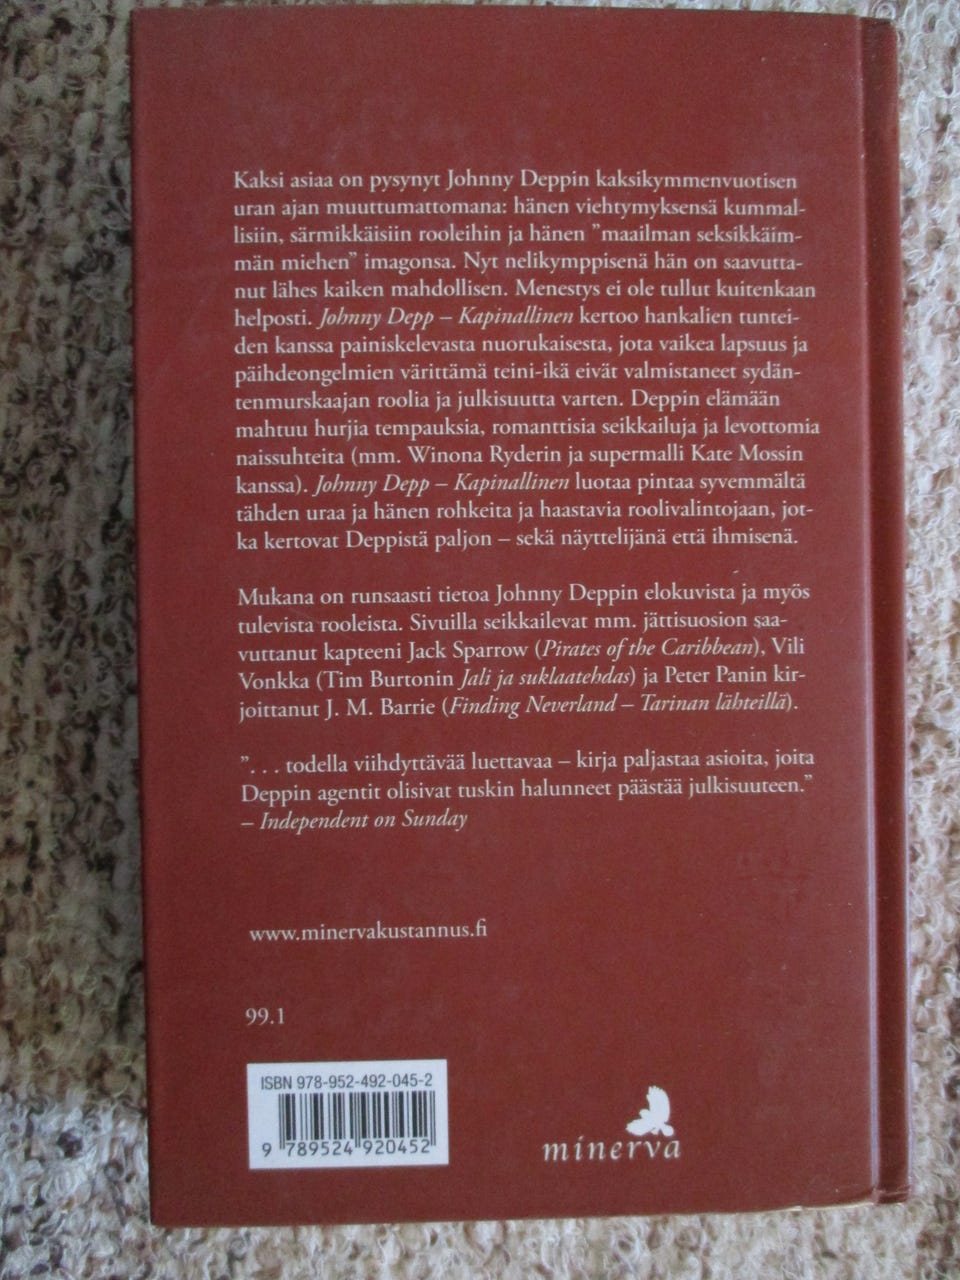 Kaksi asiaa on pysynyt Johnny Deppin kaksikymmenvuotisen
uran ajan muuttumattomana: hänen viehtymyksensä kummal-
lisiin, särmikkäisiin rooleihin ja hänen ”maailman seksikkäim-
män miehen” imagonsa. Nyt nelikymppisenä hän on saavutta-
nut lähes kaiken mahdollisen. Menestys ei ole tullut kuitenkaan
helposti. Johnny Depp – Kapinallinen kertoo hankalien tuntei-
den kanssa painiskelevasta nuorukaisesta, jota vaikea lapsuus ja
päihdeongelmien värittämä teini-ikä eivät valmistaneet sydän-
tenmurskaajan roolia ja julkisuutta varten. Deppin elämään
mahtuu hurjia tempauksia, romanttisia seikkailuja ja levottomia
naissuhteita (mm. Winona Ryderin ja supermalli Kate Mossin
kanssa). Johnny Depp – Kapinallinen luotaa pintaa syvemmältä
tähden uraa ja hänen rohkeita ja haastavia roolivalintojaan, jot-
ka kertovat Deppistä paljon – sekä näyttelijänä että ihmisenä.
Mukana on runsaasti tietoa Johnny Deppin elokuvista ja myös
tulevista rooleista. Sivuilla seikkailevat mm. jättisuosion saa-
vuttanut kapteeni Jack Sparrow (Pirates of the Caribbean), Vili
Vonkka (Tim Burtonin Jali ja suklaatehdas) ja Peter Panin kir-
joittanut J. M. Barrie (Finding Neverland – Tarinan lähteillä).
”. . . todella viihdyttävää luettavaa – kirja paljastaa asioita, joita
Deppin agentit olisivat tuskin halunneet päästää julkisuuteen.”
– Independent on Sunday
www.minervakustannus.fi
99.1
ISBN 978-952-492-045-2
9 789524 920452
minerva